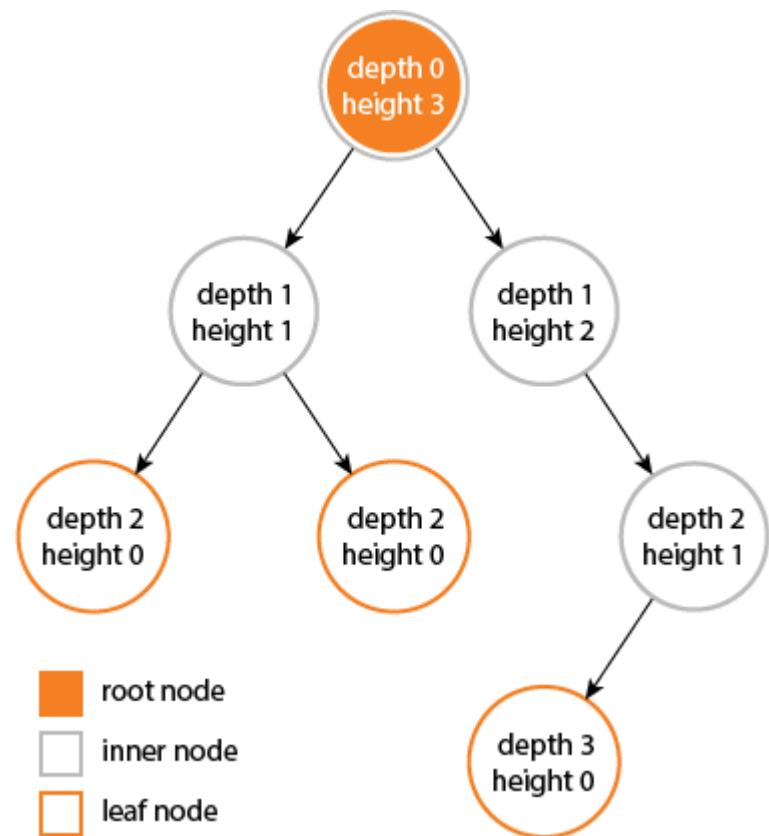 depth 0
height 3
depth 1
height 1
depth 1
height 2
depth 2
height 0
depth 2
height 0
depth 2
height 1
depth 3
height 0
root node
inner node
leaf node